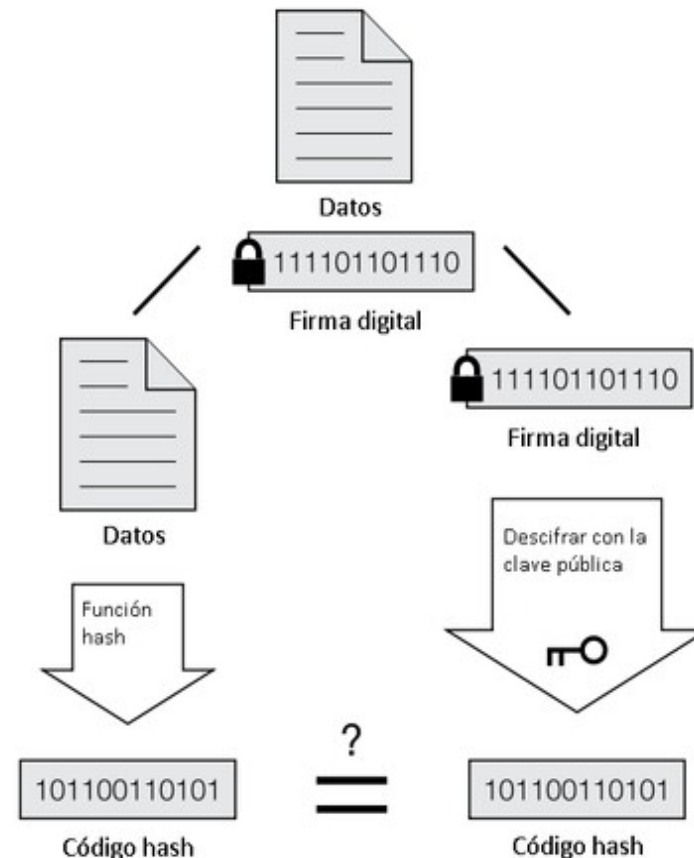 Datos
111101101110
Firma digital
111101101110
Firma digital
Datos
Descifrar con la
clave pública
Función
hash
?
101100110101
101100110101
Código hash
Código hash